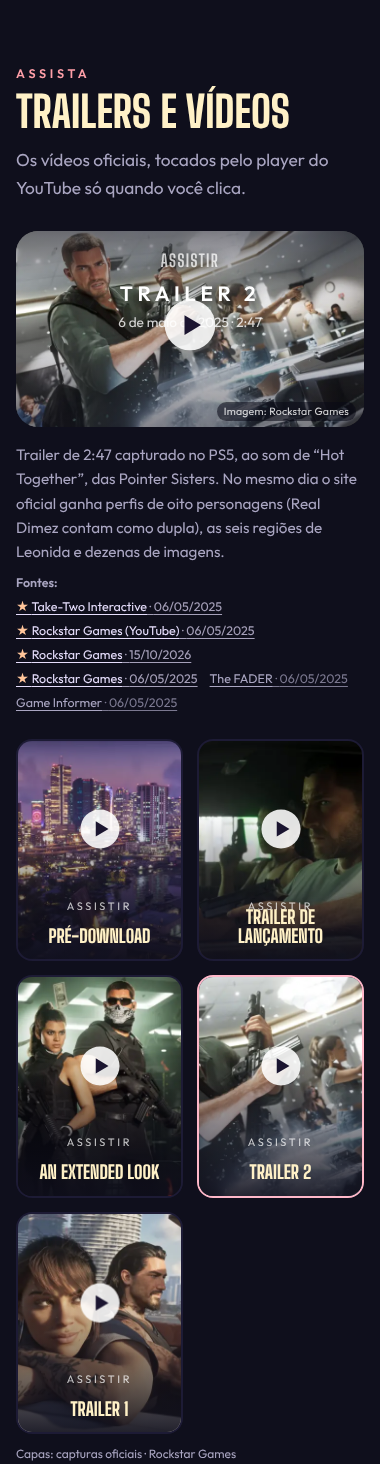 ASSISTA
TRAILERS E VÍDEOS
Os vídeos oficiais, tocados pelo player do
YouTube só quando você clica.
ASSISTIR
TRAILER 2
6 de maio 2025 · 2:47
Imagem: Rockstar Games
Trailer de 2:47 capturado no PS5, ao som de “Hot
Together”, das Pointer Sisters. No mesmo dia o site
oficial ganha perfis de oito personagens (Real
Dimez contam como dupla), as seis regiões de
Leonida e dezenas de imagens.
Fontes:
★ Take-Two Interactive · 06/05/2025
★ Rockstar Games (YouTube) · 06/05/2025
★ Rockstar Games · 15/10/2026
★ Rockstar Games · 06/05/2025 The FADER · 06/05/2025
Game Informer · 06/05/2025
ASSISTIR
PRÉ-DOWNLOAD
ASSISTIR
TRAILER DE
LANÇAMENTO
ASSISTIR
AN EXTENDED LOOK
ASSISTIR
TRAILER 2
ASSISTIR
TRAILER 1
Capas: capturas oficiais · Rockstar Games